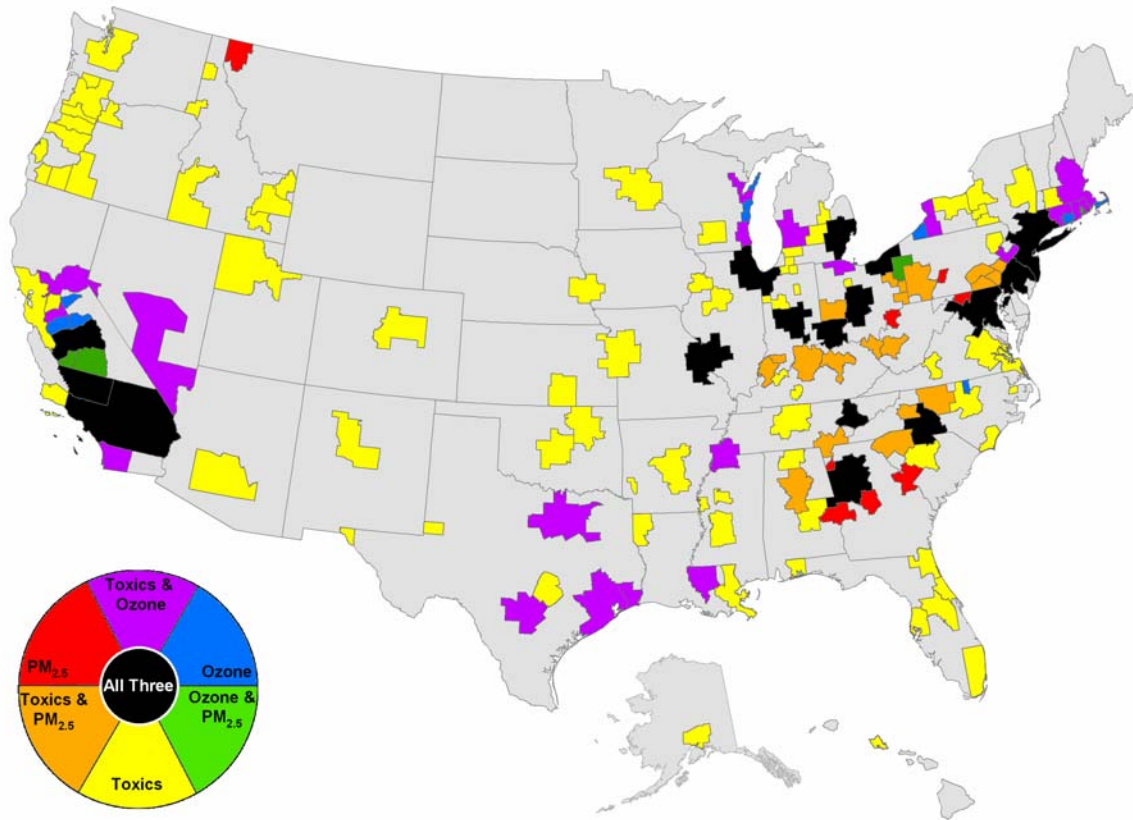 Toxics &
Ozone
PM2.5
Ozone
All Three
Toxics &
PM2.5
Ozone &
PM2.5
Toxics